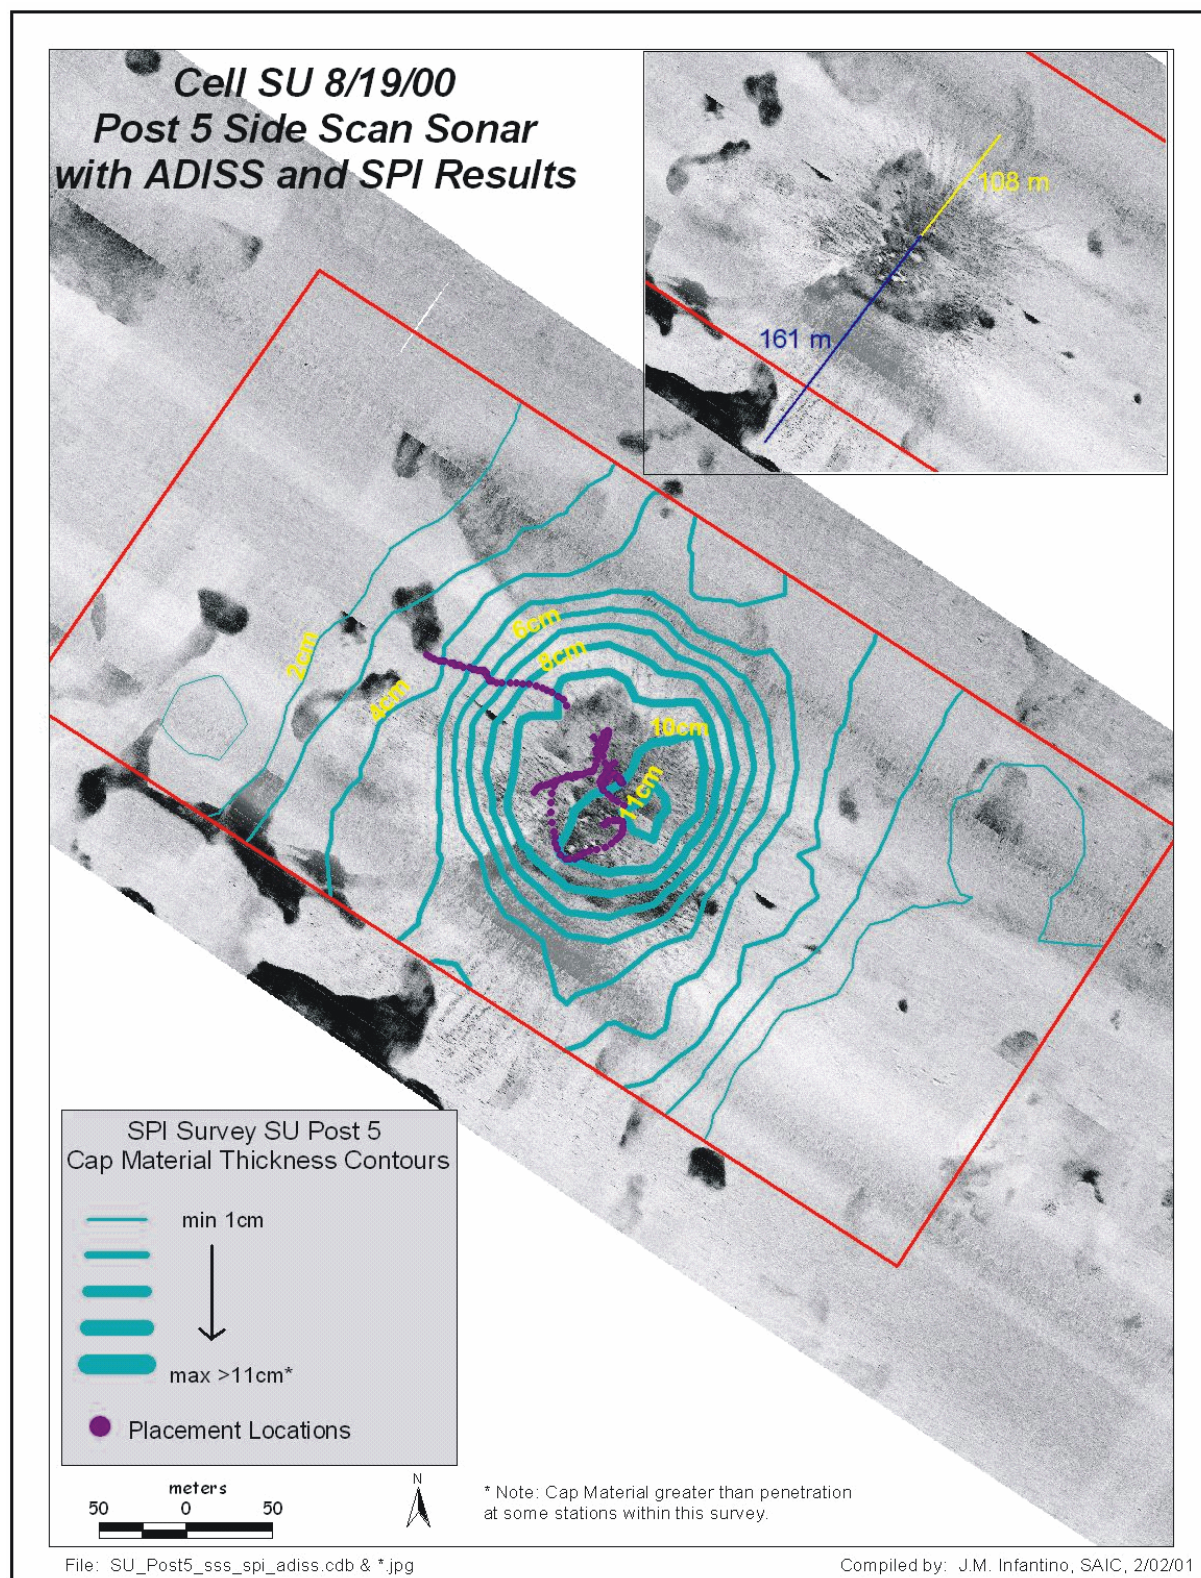 Cell SU 8/19/00
Post 5 Side Scan Sonar
with ADISS and SPI Results
108 m
161 m
2cm
4cm
6cm
8cm
10cm
11cm
SPI Survey SU Post 5
Cap Material Thickness Contours
min 1cm
max >11cm*
Placement Locations
meters
50 0 50
N
* Note: Cap Material greater than penetration
at some stations within this survey.
File: SU_Post5_sss_spi_adiss.cdb & *.jpg
Compiled by: J.M. Infantino, SAIC, 2/02/01